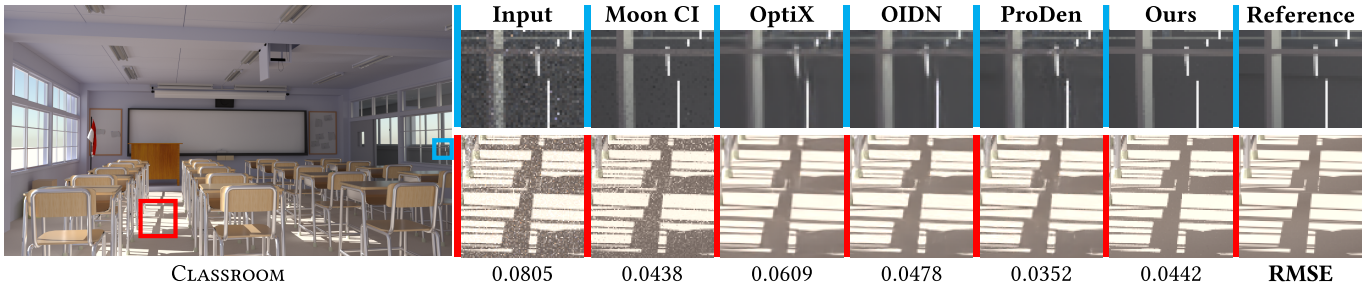 Input Moon CI OptiX OIDN ProDen Ours Reference
CLASSROOM 0.0805 0.0438 0.0609 0.0478 0.0352 0.0442 RMSE